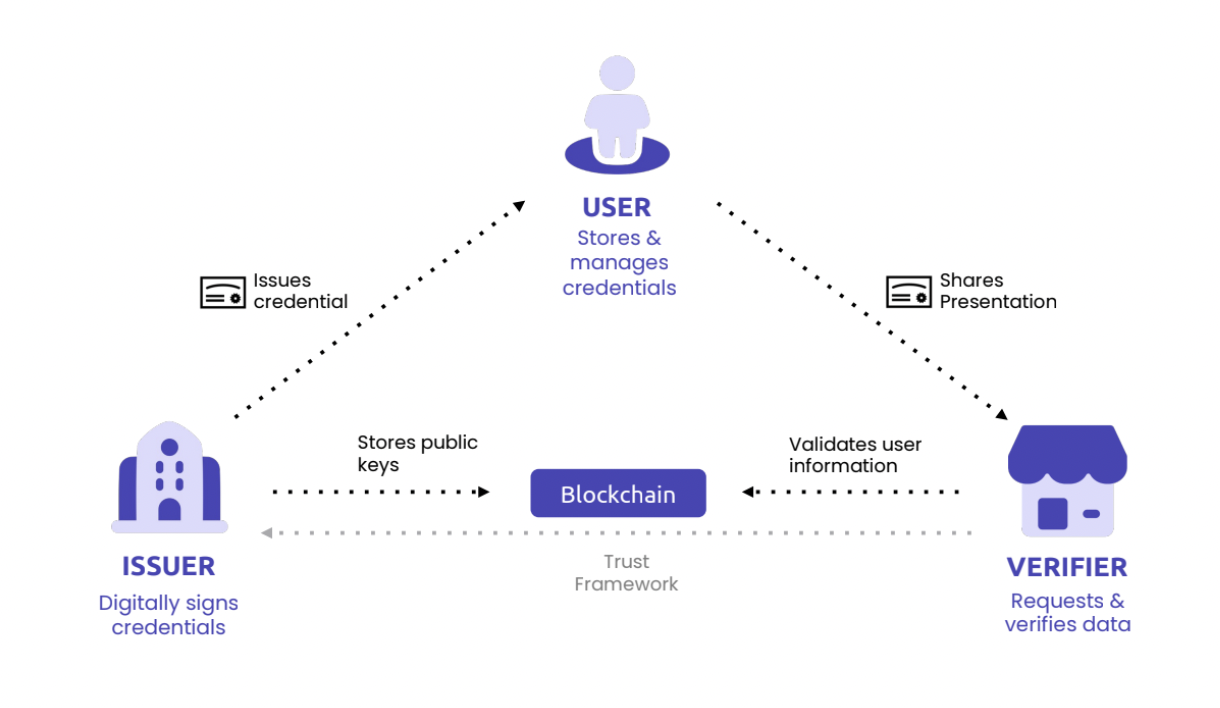 USER
Stores &
manages
credentials
Issues
credential
Shares
Presentation
Stores public
keys
Validates user
information
Blockchain
Trust
Framework
ISSUER
Digitally signs
credentials
VERIFIER
Requests &
verifies data